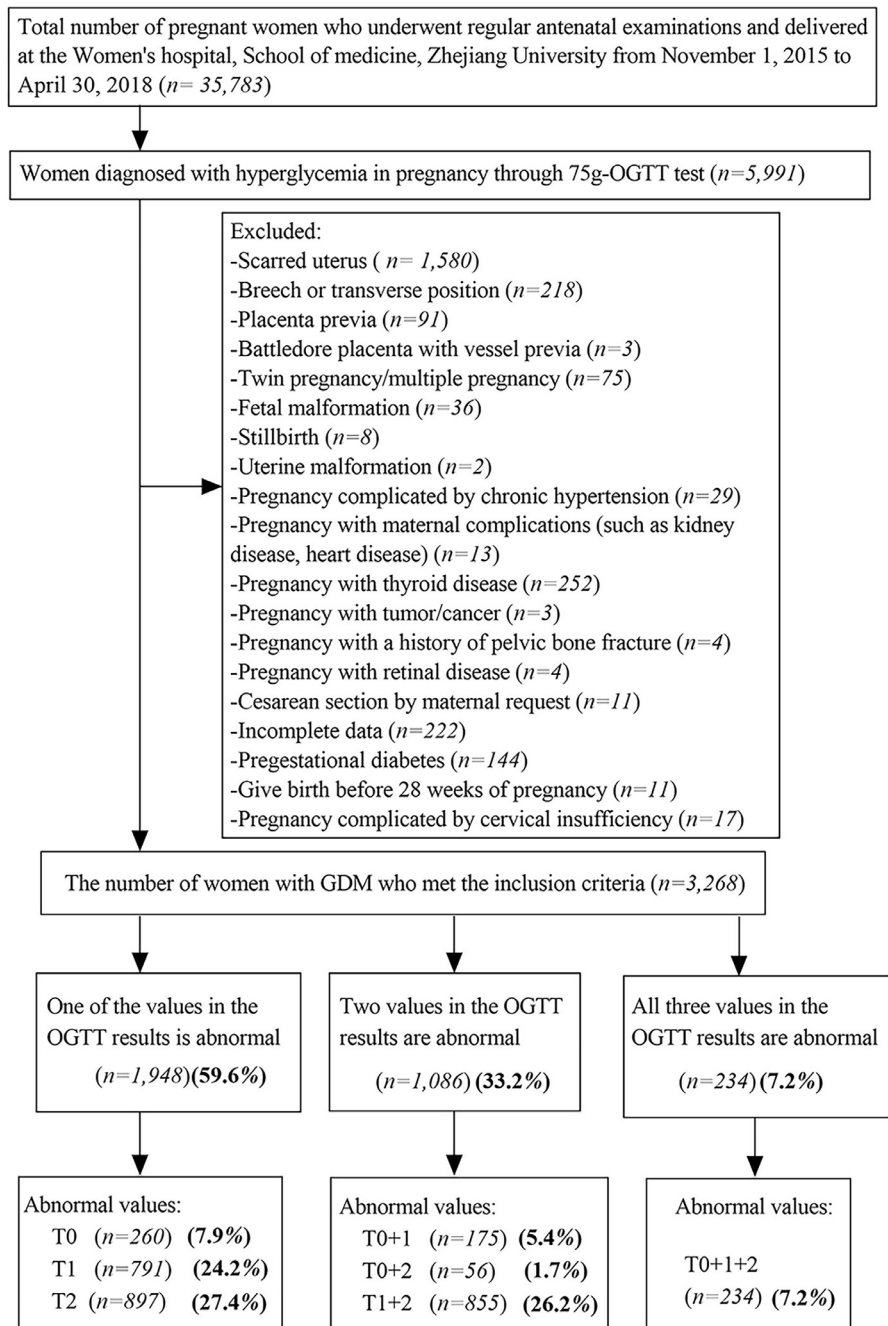 Total number of pregnant women who underwent regular antenatal examinations and delivered
at the Women's hospital, School of medicine, Zhejiang University from November 1, 2015 to
April 30, 2018 (n= 35,783)
Women diagnosed with hyperglycemia in pregnancy through 75g-OGTT test (n=5,991)
Excluded:
-Scarred uterus ( n= 1,580)
-Breech or transverse position (n=218)
-Placenta previa (n=91)
-Battledore placenta with vessel previa (n=3)
-Twin pregnancy/multiple pregnancy (n=75)
-Fetal malformation (n=36)
-Stillbirth (n=8)
-Uterine malformation (n=2)
-Pregnancy complicated by chronic hypertension (n=29)
-Pregnancy with maternal complications (such as kidney
disease, heart disease) (n=13)
-Pregnancy with thyroid disease (n=252)
-Pregnancy with tumor/cancer (n=3)
-Pregnancy with a history of pelvic bone fracture (n=4)
-Pregnancy with retinal disease (n=4)
-Cesarean section by maternal request (n=11)
-Incomplete data (n=222)
-Pregestational diabetes (n=144)
-Give birth before 28 weeks of pregnancy (n=11)
-Pregnancy complicated by cervical insufficiency (n=17)
The number of women with GDM who met the inclusion criteria (n=3,268)
One of the values in the
OGTT results is abnormal
(n=1,948)(59.6%)
Two values in the OGTT
results are abnormal
(n=1,086) (33.2%)
All three values in the
OGTT results are abnormal
(n=234) (7.2%)
Abnormal values:
T0 (n=260) (7.9%)
T1 (n=791) (24.2%)
T2 (n=897) (27.4%)
Abnormal values:
T0+1 (n=175) (5.4%)
T0+2 (n=56) (1.7%)
T1+2 (n=855) (26.2%)
Abnormal values:
T0+1+2
(n=234) (7.2%)